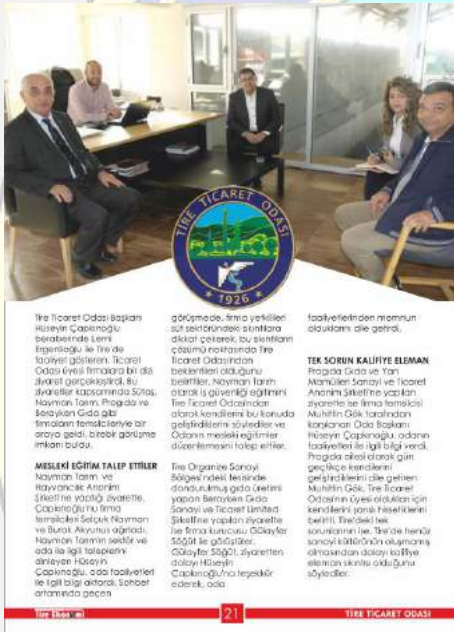 TİRE TİCARET ODASI
1926
Tire Ticaret Odası Başkanı
Hüseyin Çapkınoğlu
beraberinde Lemi
Ergenlioğlu ile Tire'de
faaliyet gösteren, Ticaret
Odası üyesi firmalara bir dizi
ziyaret gerçekleştirdi. Bu
ziyaretler kapsamında Sütaş,
Nayman Tarım, Progıda ve
Berayken Gıda gibi
firmaların temsilcileriyle bir
araya geldi, birebir görüşme
imkanı buldu.
MESLEKİ EĞİTİM TALEP ETTİLER
Nayman Tarım ve
Hayvancılık Anonim
Şirketi'ne yaptığı ziyarette,
Çapkınoğlu'nu firma
temsilcileri Selçuk Nayman
ve Burak Akyunus ağırladı.
Nayman Tarım'ın sektör ve
oda ile ilgili taleplerini
dinleyen Hüseyin
Çapkınoğlu, oda faaliyetleri
ile ilgili bilgi aktardı. Sohbet
ortamında geçen
görüşmede, firma yetkilileri
süt sektöründeki sıkıntılara
dikkat çekerek, bu sıkıntıların
çözümü noktasında Tire
Ticaret Odasından
beklentileri olduğunu
belirttiler. Nayman Tarım
olarak iş güvenliği eğitimini
Tire Ticaret Odasından
alarak kendilerini bu konuda
geliştirdiklerini söylediler ve
Odanın mesleki eğitimler
düzenlemesini talep ettiler.
Tire Organize Sanayi
Bölgesi'ndeki tesisinde
dondurulmuş gıda üretimi
yapan Berayken Gıda
Sanayi ve Ticaret Limited
Şirketi'ne yapılan ziyarette
ise firma kurucusu Gülayfer
Söğüt ile görüştüler.
Gülayfer Söğüt, ziyaretten
dolayı Hüseyin
Çapkınoğlu'na teşekkür
ederek, oda
faaliyetlerinden memnun
olduklarını dile getirdi.
TEK SORUN KALİFİYE ELEMAN
Progıda Gıda ve Yan
Mamulleri Sanayi ve Ticaret
Anonim Şirketi'ne yapılan
ziyarette ise firma temsilcisi
Muhittin Gök tarafından
karşılanan Oda Başkanı
Hüseyin Çapkınoğlu, odanın
faaliyetleri ile ilgili bilgi verdi.
Progıda ailesi olarak gün
geçtikçe kendilerini
geliştirdiklerini dile getiren
Muhittin Gök, Tire Ticaret
Odası'nın üyesi oldukları için
kendilerini şanslı hissettiklerini
belirtti. Tire'deki tek
sorunlarının ise, Tire'de henüz
sanayi kültürünün oluşmamış
olmasından dolayı kalifiye
eleman sıkıntısı olduğunu
söylediler.
Tire Ekonomi
21
TİRE TİCARET ODASI